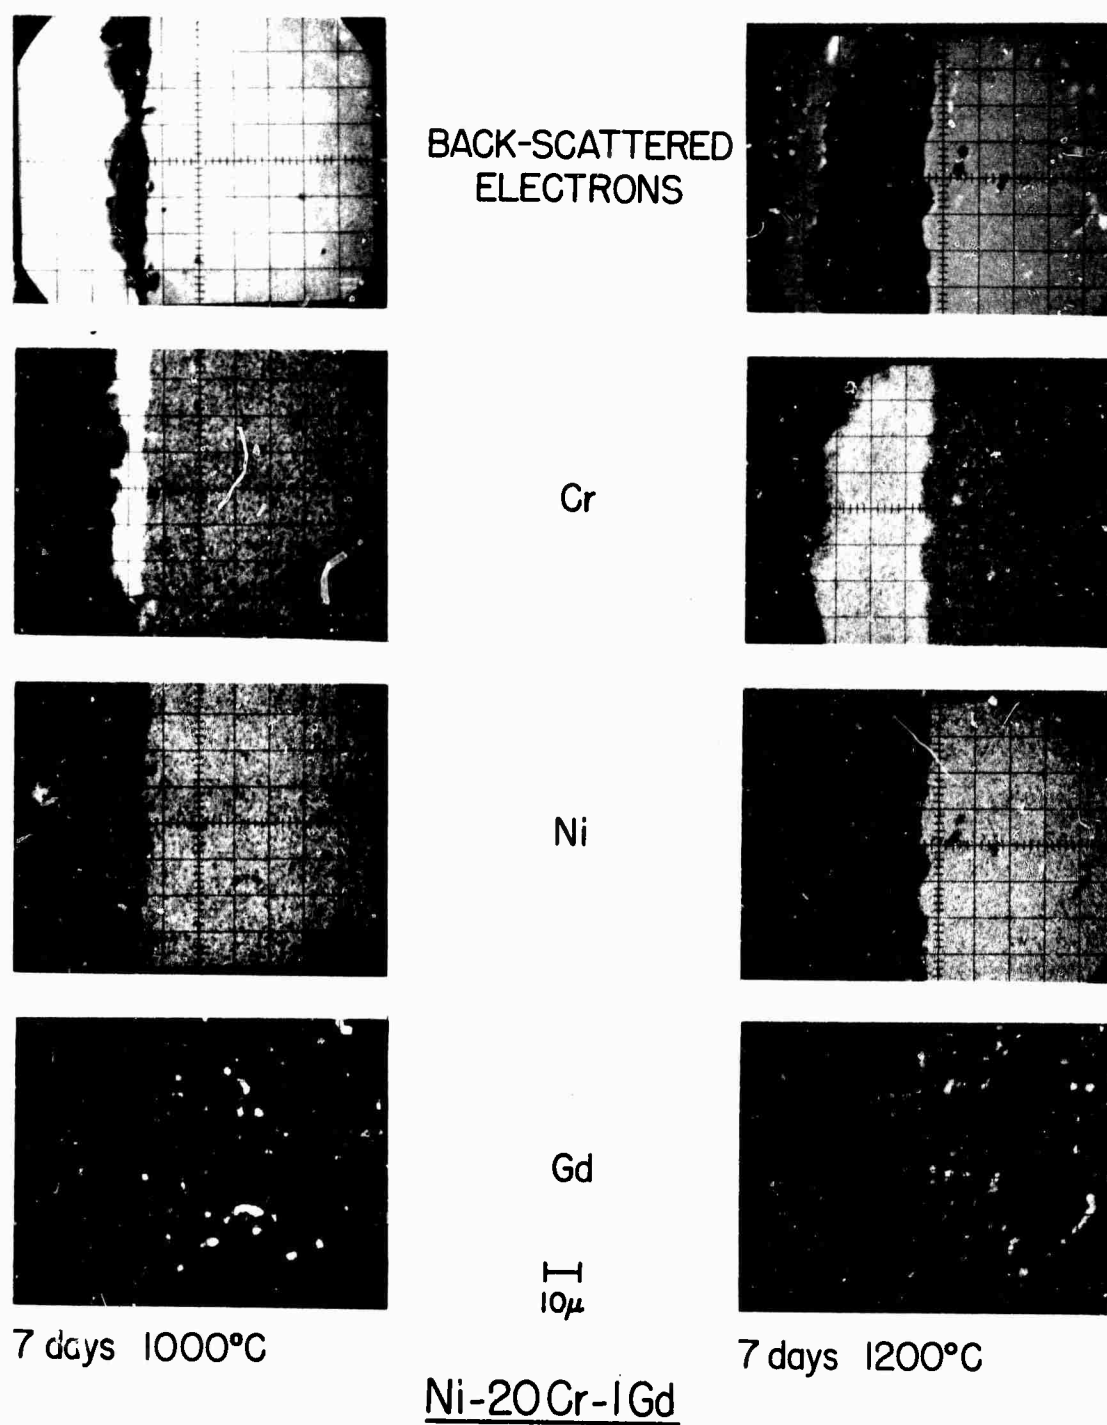 BACK-SCATTERED
ELECTRONS
Cr
Ni
Gd
10μ
7 days 1000°C
7 days 1200°C
Ni-20Cr-1Gd